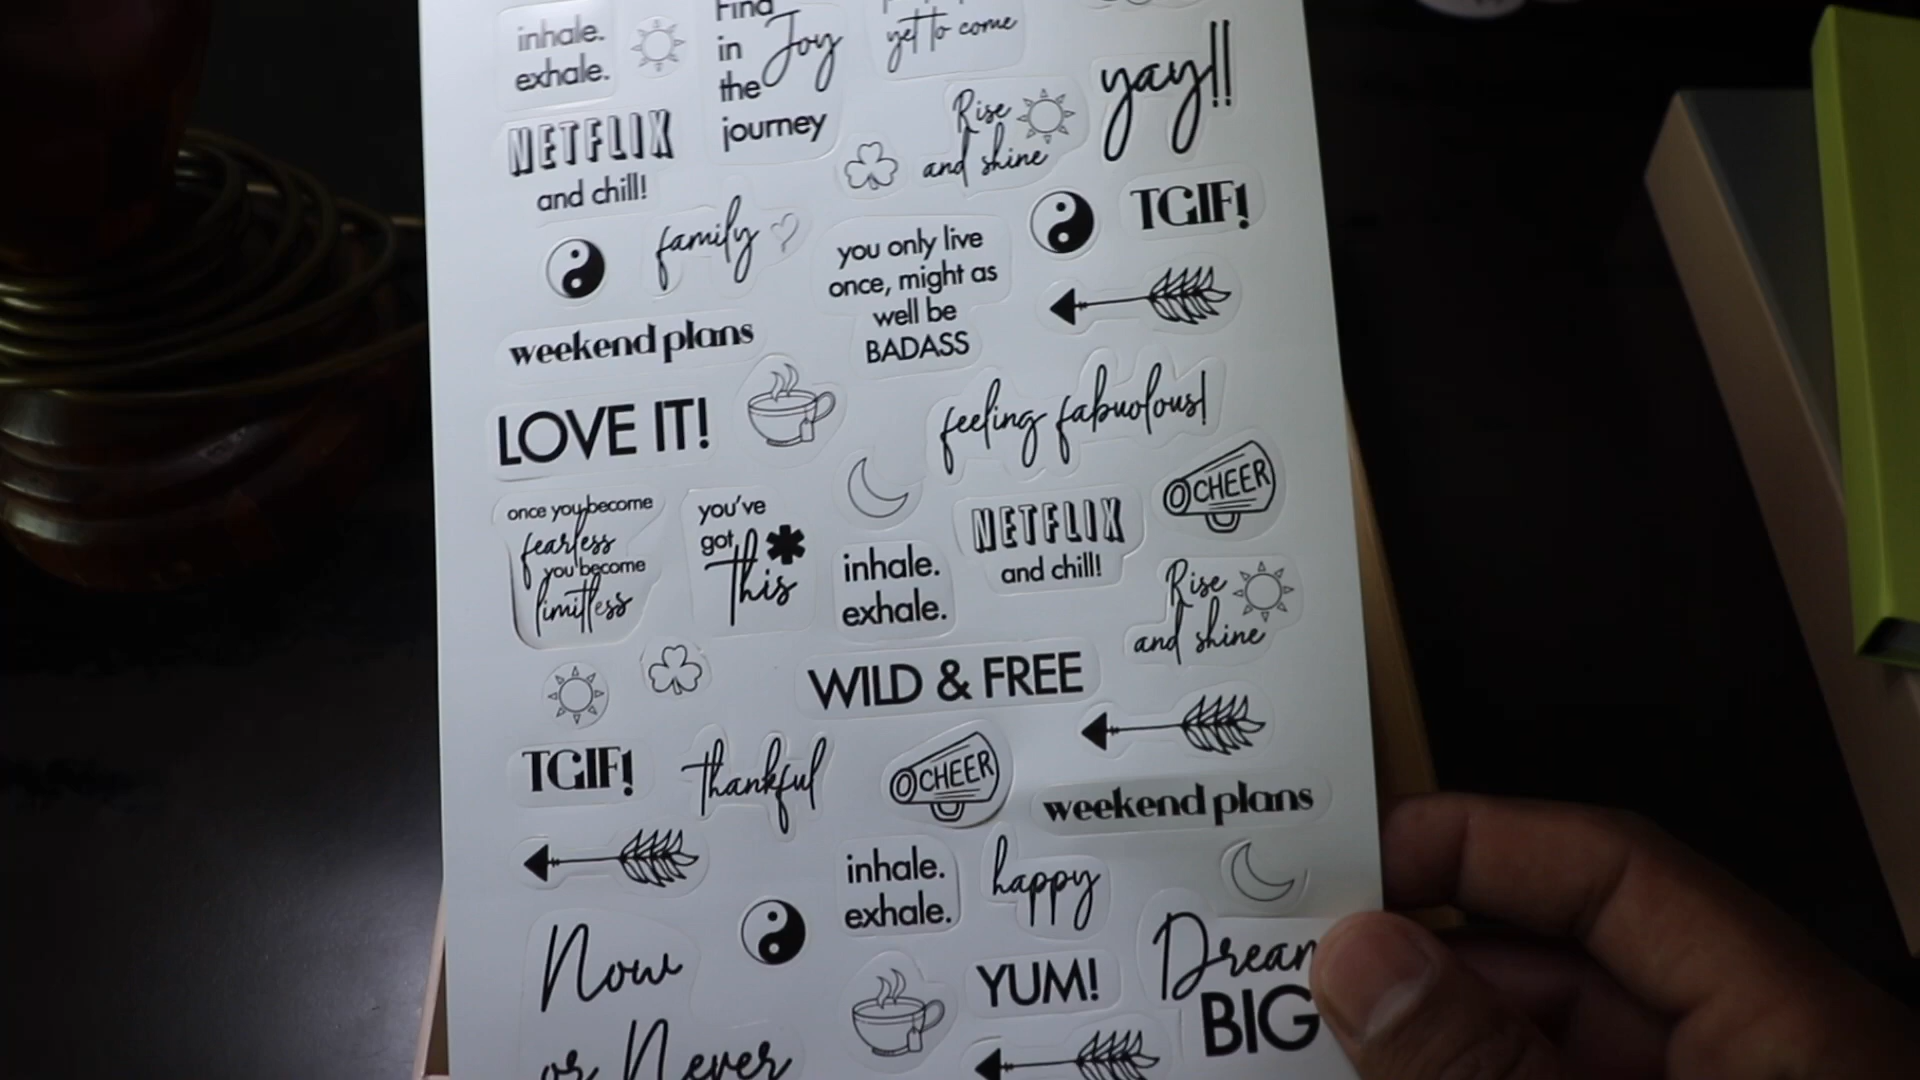 inhale.
exhale.
Find
in Joy
the
journey
yet to come
yay!!
NETFLIX
and chill!
Rise
and shine
family
TGIF!
you only live
once, might as
well be
BADASS
weekend plans
LOVE IT!
feeling fabuolous!
CHEER
once you become
fearless
you become
limitless
you've
got
this
inhale.
exhale.
NETFLIX
and chill!
Rise
and shine
WILD & FREE
TGIF!
thankful
CHEER
weekend plans
inhale.
exhale.
happy
Now
or Never
YUM!
Dream
BIG